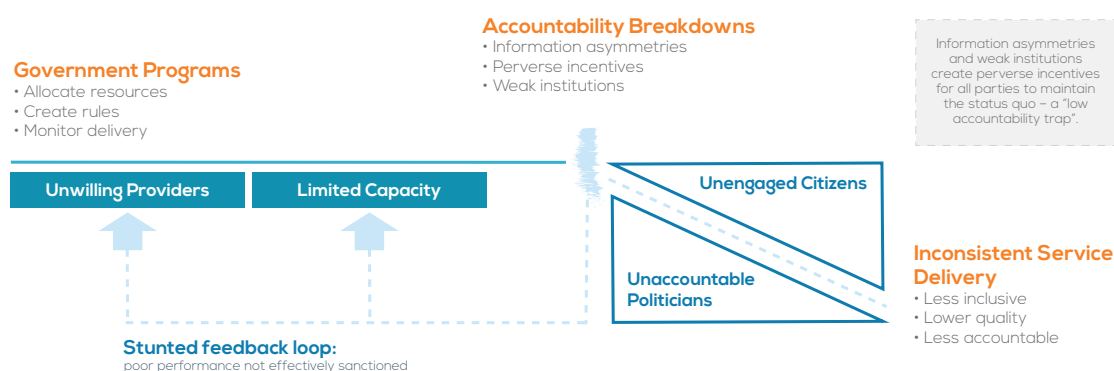 Government Programs
• Allocate resources
• Create rules
• Monitor delivery
Unwilling Providers
Limited Capacity
Accountability Breakdowns
• Information asymmetries
• Perverse incentives
• Weak institutions
Information asymmetries
and weak institutions
create perverse incentives
for all parties to maintain
the status quo – a “low
accountability trap”.
Unengaged Citizens
Unaccountable
Politicians
Inconsistent Service
Delivery
• Less inclusive
• Lower quality
• Less accountable
Stunted feedback loop:
poor performance not effectively sanctioned